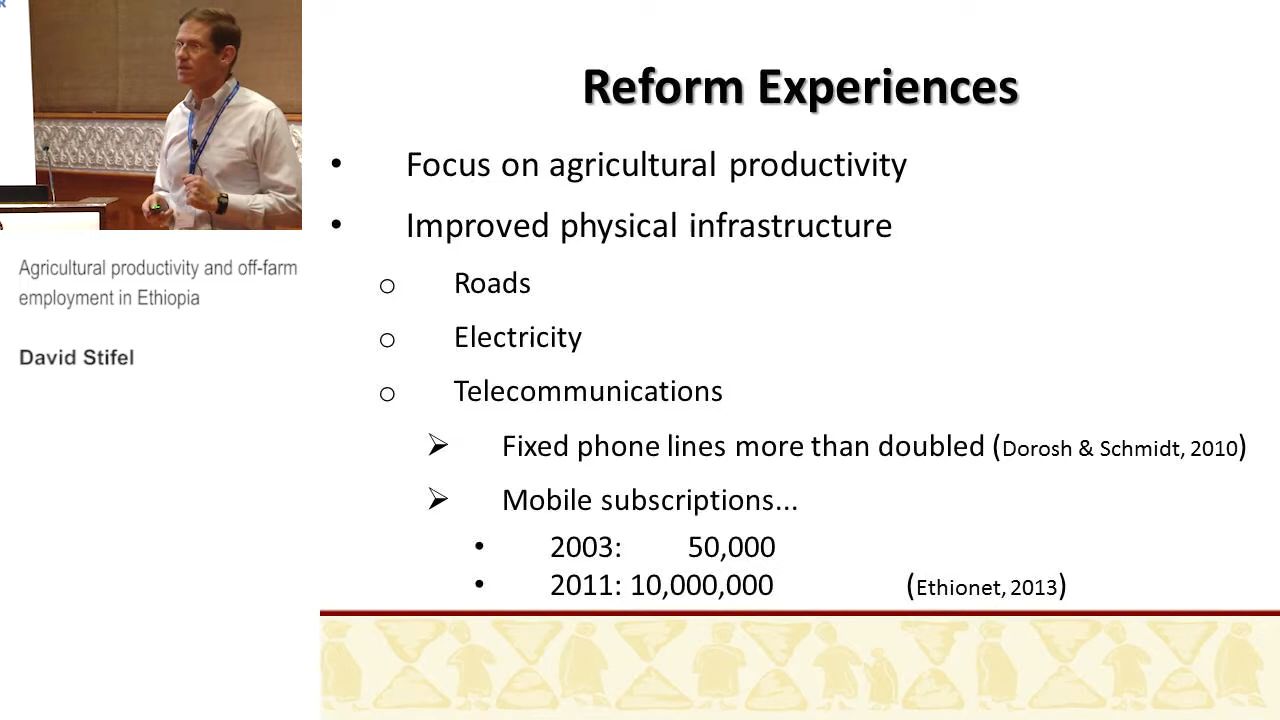 R
Reform Experiences
• Focus on agricultural productivity
• Improved physical infrastructure
o Roads
o Electricity
o Telecommunications
➢ Fixed phone lines more than doubled (Dorosh & Schmidt, 2010)
➢ Mobile subscriptions...
• 2003: 50,000
• 2011: 10,000,000 (Ethionet, 2013)
Agricultural productivity and off-farm
employment in Ethiopia
David Stifel